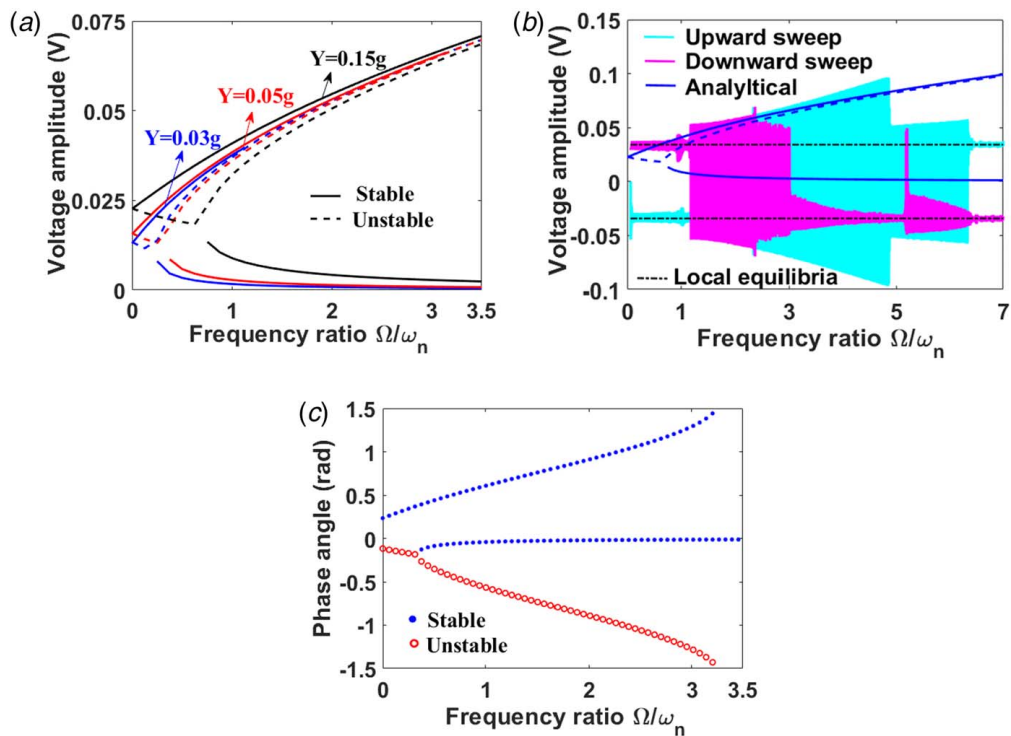 (a)
0.075
0.05
0.025
0
Voltage amplitude (V)
Y=0.15g
Y=0.05g
Y=0.03g
Stable
Unstable
0 1 2 3 3.5
Frequency ratio Ω/ωn
(b)
0.15
0.1
0.05
0
-0.05
-0.1
Voltage amplitude (V)
Upward sweep
Downward sweep
Analyltical
Local equilibria
0 1 3 5 7
Frequency ratio Ω/ωn
(c)
1.5
1
0.5
0
-0.5
-1
-1.5
Phase angle (rad)
Stable
Unstable
0 1 2 3 3.5
Frequency ratio Ω/ωn